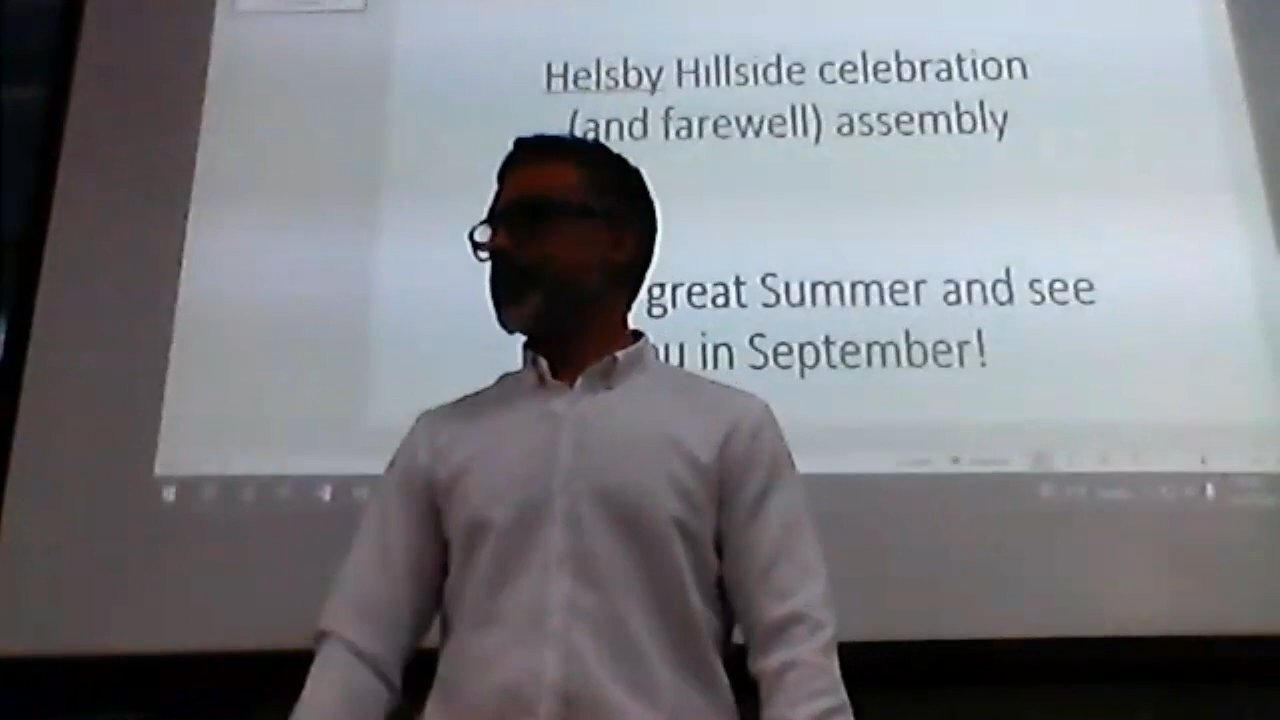 Helsby Hillside celebration
(and farewell) assembly
great Summer and see
in September!